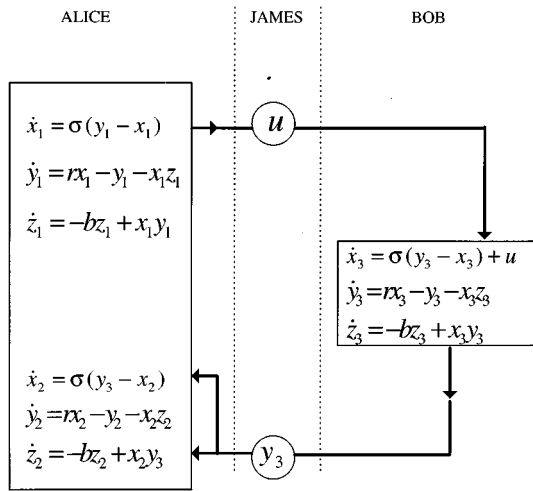 ALICE JAMES BOB
ẋ₁ = σ(y₁ − x₁)
u
ẏ₁ = rx₁ − y₁ − x₁z₁
ż₁ = −bz₁ + x₁y₁
ẋ₃ = σ(y₃ − x₃) + u
ẏ₃ = rx₃ − y₃ − x₃z₃
ż₃ = −bz₃ + x₃y₃
ẋ₂ = σ(y₃ − x₂)
ẏ₂ = rx₂ − y₂ − x₂z₂
ż₂ = −bz₂ + x₂y₃
y₃